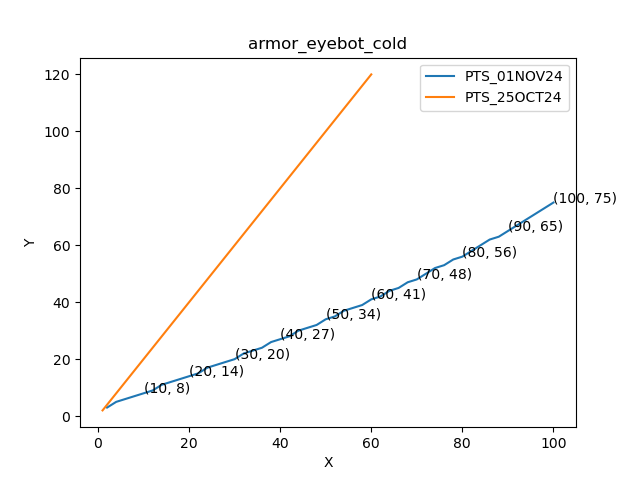 armor_eyebot_cold
PTS_01NOV24
PTS_25OCT24
120
100
80
60
40
20
0
Y
(100, 75)
(90, 65)
(80, 56)
(70, 48)
(60, 41)
(50, 34)
(40, 27)
(30, 20)
(20, 14)
(10, 8)
0 20 40 60 80 100
X